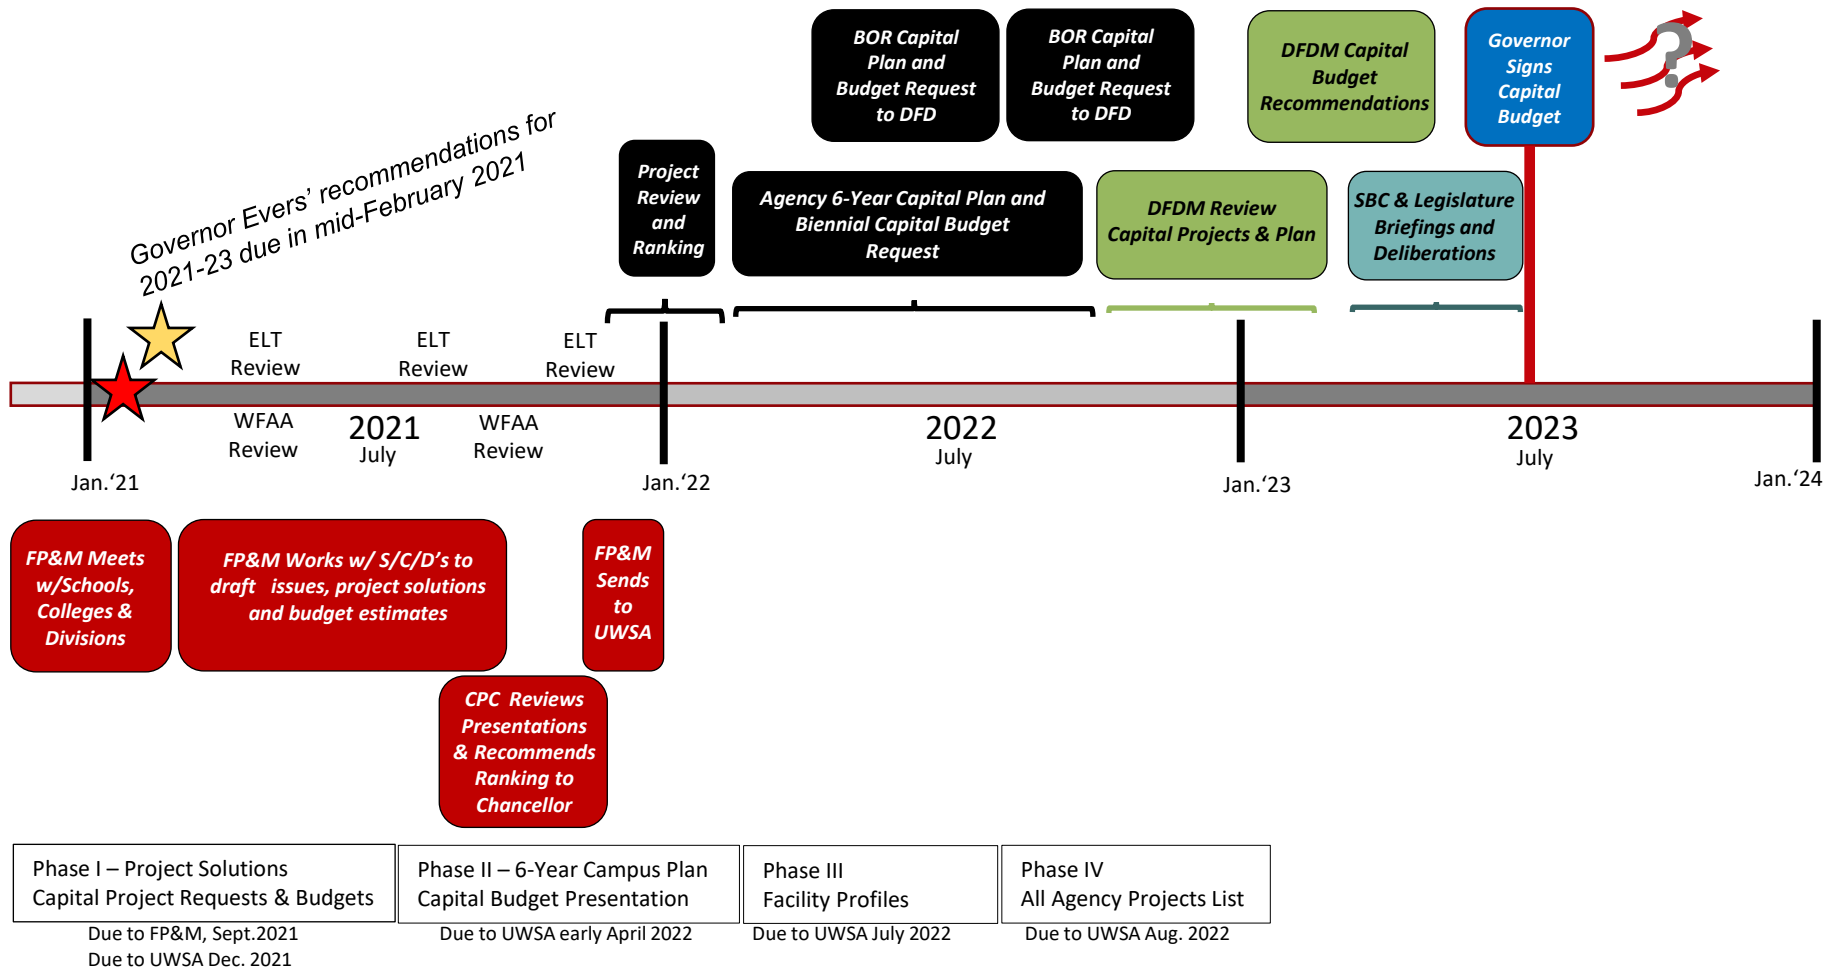 BOR Capital
Plan and
Budget Request
to DFD
BOR Capital
Plan and
Budget Request
to DFD
DFDM Capital
Budget
Recommendations
Governor
Signs
Capital
Budget
?
Governor Evers’ recommendations for
2021-23 due in mid-February 2021
Project
Review
and
Ranking
Agency 6-Year Capital Plan and
Biennial Capital Budget
Request
DFDM Review
Capital Projects & Plan
SBC & Legislature
Briefings and
Deliberations
ELT
Review
ELT
Review
ELT
Review
WFAA
Review
2021
July
WFAA
Review
2022
July
2023
July
Jan.‘21
Jan.‘22
Jan.‘23
Jan.‘24
FP&M Meets
w/Schools,
Colleges &
Divisions
FP&M Works w/ S/C/D’s to
draft issues, project solutions
and budget estimates
FP&M
Sends
to
UWSA
CPC Reviews
Presentations
& Recommends
Ranking to
Chancellor
Phase I – Project Solutions
Capital Project Requests & Budgets
Due to FP&M, Sept.2021
Due to UWSA Dec. 2021
Phase II – 6-Year Campus Plan
Capital Budget Presentation
Due to UWSA early April 2022
Phase III
Facility Profiles
Due to UWSA July 2022
Phase IV
All Agency Projects List
Due to UWSA Aug. 2022